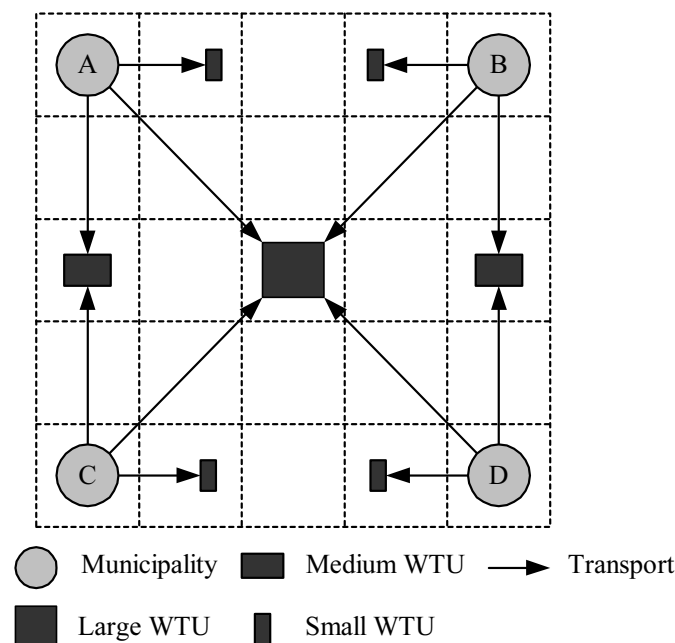 A
B
C
D
Municipality
Medium WTU
Transport
Large WTU
Small WTU